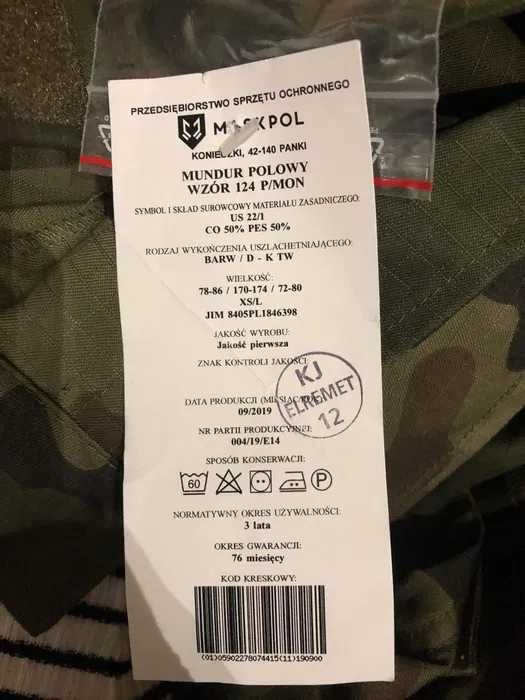 PRZEDSIĘBIORSTWO SPRZĘTU OCHRONNEGO
MASKPOL
KONIECZKI, 42-140 PANKI
MUNDUR POLOWY
WZÓR 124 P/MON
SYMBOL I SKŁAD SUROWCOWY MATERIAŁU ZASADNICZEGO:
US 22/1
CO 50% PES 50%
RODZAJ WYKOŃCZENIA USZLACHETNIAJĄCEGO:
BARW / D - K TW
WIELKOŚĆ:
78-86 / 170-174 / 72-80
XS/L
JIM 8405PL1846398
JAKOŚĆ WYROBU:
Jakość pierwsza
ZNAK KONTROLI JAKOŚCI:
KJ
ELREMET
12
DATA PRODUKCJI (MIESIĄC/ROK):
09/2019
NR PARTII PRODUKCYJNEJ:
004/19/E14
SPOSÓB KONSERWACJI:
60
P
NORMATYWNY OKRES UŻYWALNOŚCI:
3 lata
OKRES GWARANCJI:
76 miesięcy
KOD KRESKOWY:
(01)05902278074415(11)190900